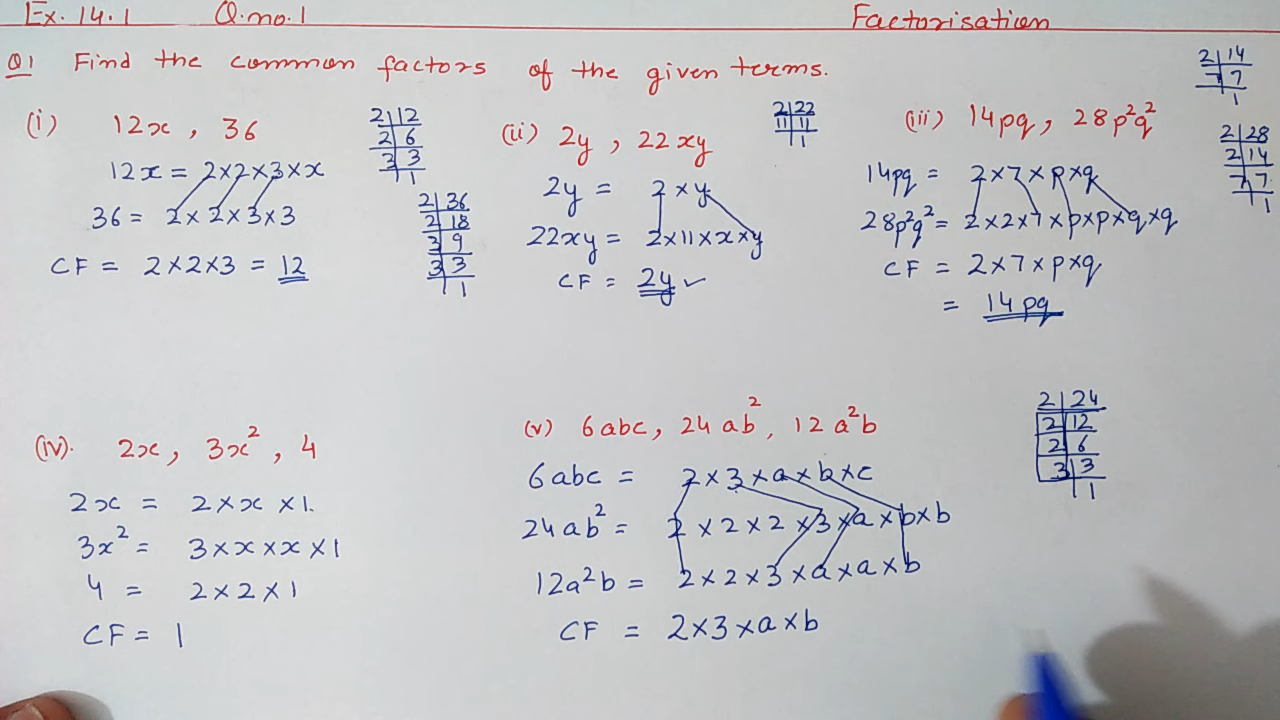 Ex. 14.1 Q.no.1 Factorisation
Q1 Find the common factors of the given terms.
(i) 12x, 36
12x = 2×2×3×x
36 = 2×2×3×3
CF = 2×2×3 = 12
2|12
2|6
3|3
|1
2|36
2|18
3|9
3|3
|1
(ii) 2y, 22xy
2y = 2×y
22xy = 2×11×x×y
CF = 2y ✓
2|22
11|11
|1
(iii) 14pq, 28p²q²
14pq = 2×7×p×q
28p²q² = 2×2×7×p×p×q×q
CF = 2×7×p×q
= 14pq
2|14
7|7
|1
2|28
2|14
7|7
|1
(iv). 2x, 3x², 4
2x = 2×x×1.
3x² = 3×x×x×1
4 = 2×2×1
CF = 1
(v) 6abc, 24ab², 12a²b
6abc = 2×3×a×b×c
24ab² = 2×2×2×3×a×b×b
12a²b = 2×2×3×a×a×b
CF = 2×3×a×b
2|24
2|12
2|6
3|3
|1